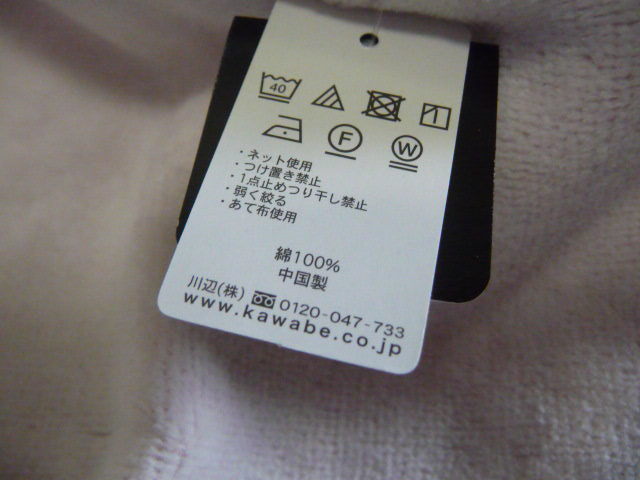 40
F
W
・ネット使用
・つけ置き禁止
・1点止めつり干し禁止
・弱く絞る
・あて布使用
綿100%
中国製
川辺(株) 0120-047-733
www.kawabe.co.jp